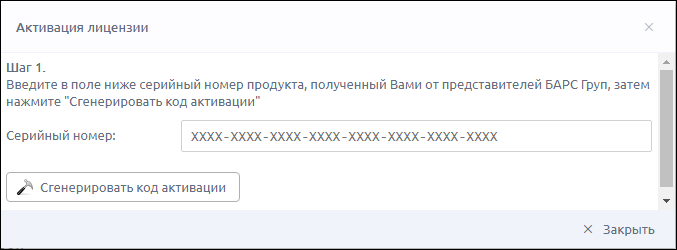 Активация лицензии
Шаг 1.
Введите в поле ниже серийный номер продукта, полученный Вами от представителей БАРС Груп, затем
нажмите "Сгенерировать код активации"
Серийный номер: XXXX-XXXX-XXXX-XXXX-XXXX-XXXX-XXXX-XXXX
Сгенерировать код активации
Закрыть